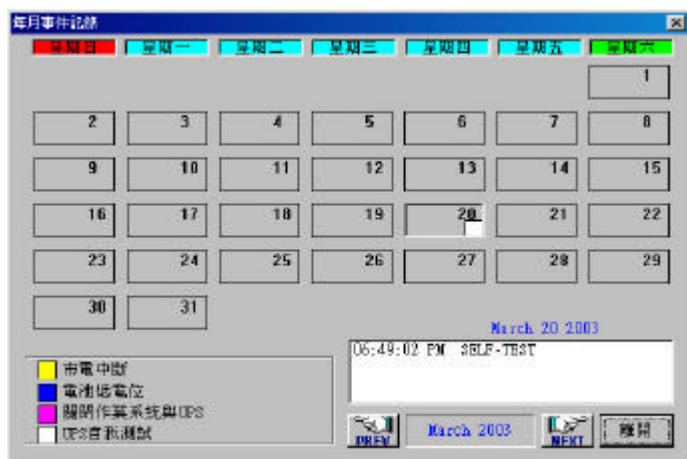 每月事件記錄
星期日 星期一 星期二 星期三 星期四 星期五 星期六
1
2 3 4 5 6 7 8
9 10 11 12 13 14 15
16 17 18 19 20 21 22
23 24 25 26 27 28 29
30 31
March 20 2003
06:49:02 PM SELF-TEST
市電中斷
電池低電位
關閉作業系統與UPS
UPS自我測試
PREV March 2003 NEXT 離開